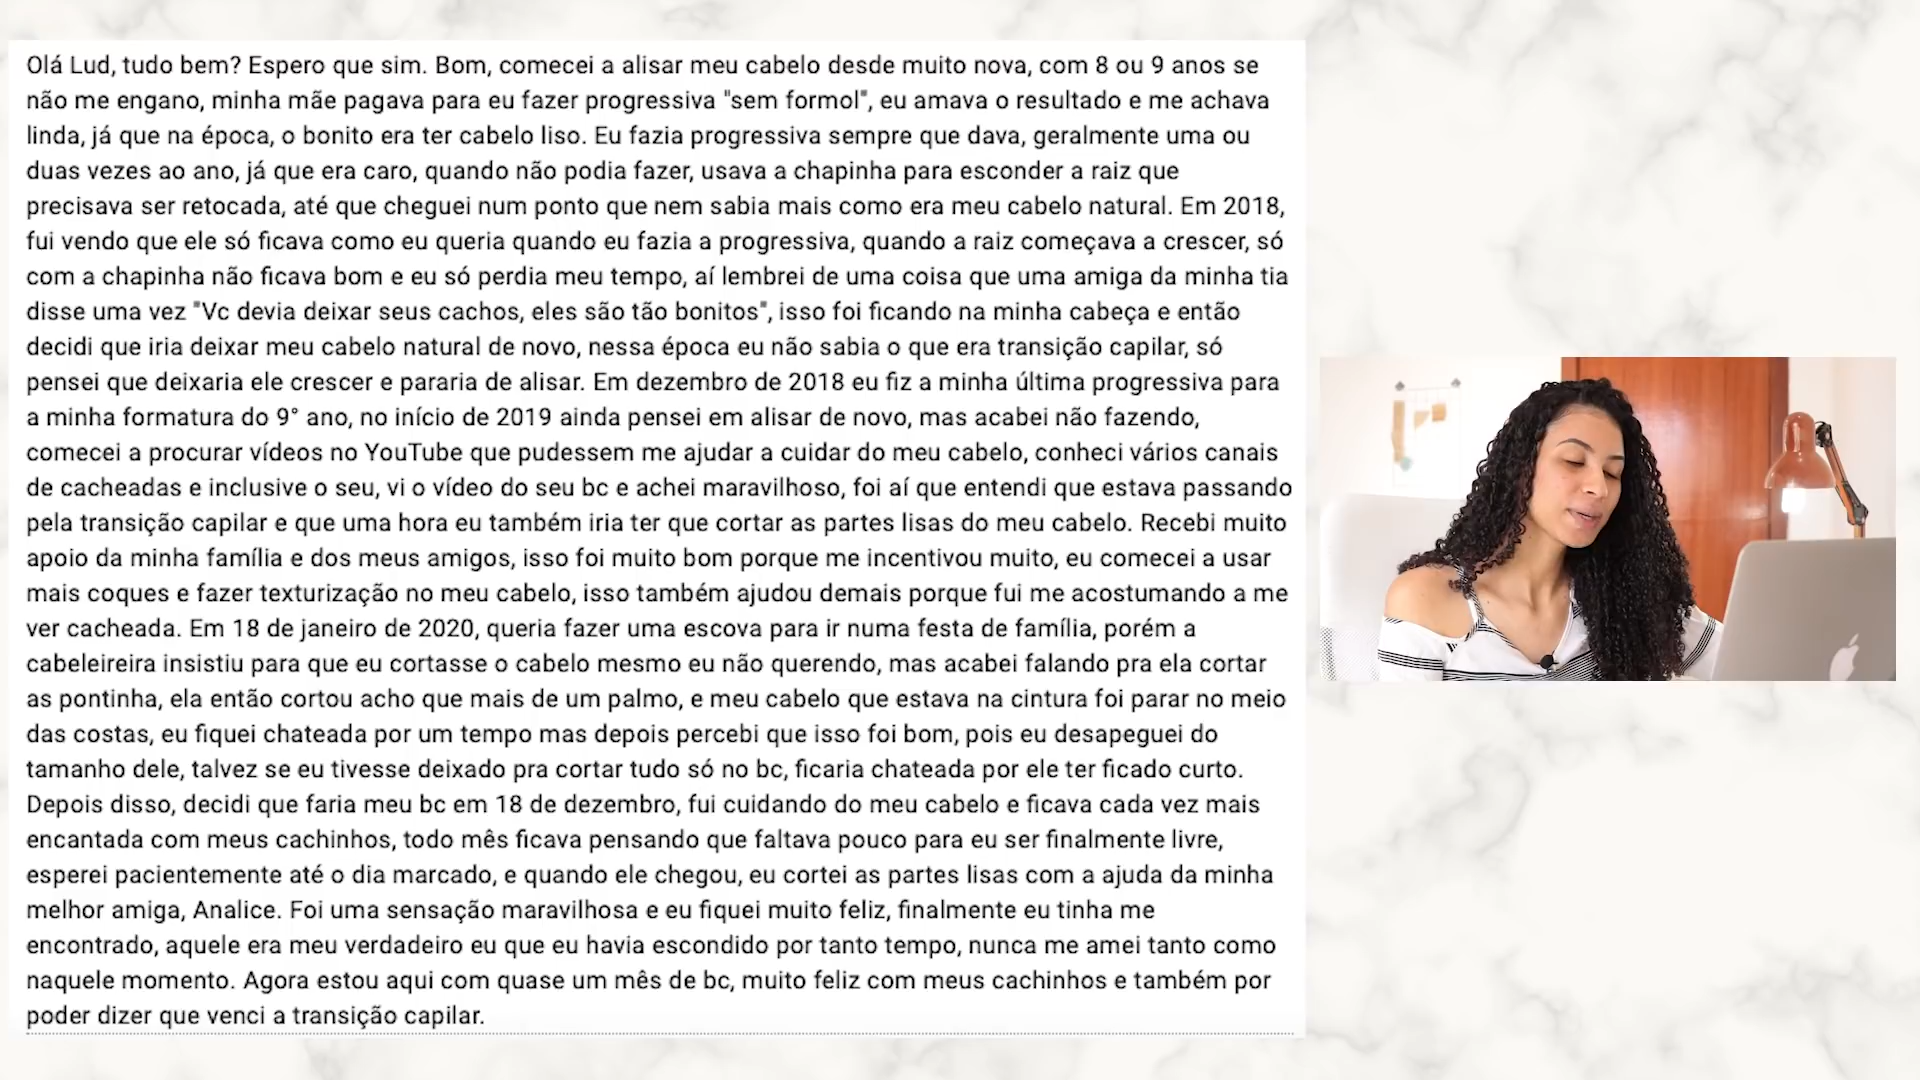 Olá Lud, tudo bem? Espero que sim. Bom, comecei a alisar meu cabelo desde muito nova, com 8 ou 9 anos se
não me engano, minha mãe pagava para eu fazer progressiva "sem formol", eu amava o resultado e me achava
linda, já que na época, o bonito era ter cabelo liso. Eu fazia progressiva sempre que dava, geralmente uma ou
duas vezes ao ano, já que era caro, quando não podia fazer, usava a chapinha para esconder a raiz que
precisava ser retocada, até que cheguei num ponto que nem sabia mais como era meu cabelo natural. Em 2018,
fui vendo que ele só ficava como eu queria quando eu fazia a progressiva, quando a raiz começava a crescer, só
com a chapinha não ficava bom e eu só perdia meu tempo, aí lembrei de uma coisa que uma amiga da minha tia
disse uma vez "Vc devia deixar seus cachos, eles são tão bonitos", isso foi ficando na minha cabeça e então
decidi que iria deixar meu cabelo natural de novo, nessa época eu não sabia o que era transição capilar, só
pensei que deixaria ele crescer e pararia de alisar. Em dezembro de 2018 eu fiz a minha última progressiva para
a minha formatura do 9° ano, no início de 2019 ainda pensei em alisar de novo, mas acabei não fazendo,
comecei a procurar vídeos no YouTube que pudessem me ajudar a cuidar do meu cabelo, conheci vários canais
de cacheadas e inclusive o seu, vi o vídeo do seu bc e achei maravilhoso, foi aí que entendi que estava passando
pela transição capilar e que uma hora eu também iria ter que cortar as partes lisas do meu cabelo. Recebi muito
apoio da minha família e dos meus amigos, isso foi muito bom porque me incentivou muito, eu comecei a usar
mais coques e fazer texturização no meu cabelo, isso também ajudou demais porque fui me acostumando a me
ver cacheada. Em 18 de janeiro de 2020, queria fazer uma escova para ir numa festa de família, porém a
cabeleireira insistiu para que eu cortasse o cabelo mesmo eu não querendo, mas acabei falando pra ela cortar
as pontinha, ela então cortou acho que mais de um palmo, e meu cabelo que estava na cintura foi parar no meio
das costas, eu fiquei chateada por um tempo mas depois percebi que isso foi bom, pois eu desapeguei do
tamanho dele, talvez se eu tivesse deixado pra cortar tudo só no bc, ficaria chateada por ele ter ficado curto.
Depois disso, decidi que faria meu bc em 18 de dezembro, fui cuidando do meu cabelo e ficava cada vez mais
encantada com meus cachinhos, todo mês ficava pensando que faltava pouco para eu ser finalmente livre,
esperei pacientemente até o dia marcado, e quando ele chegou, eu cortei as partes lisas com a ajuda da minha
melhor amiga, Analice. Foi uma sensação maravilhosa e eu fiquei muito feliz, finalmente eu tinha me
encontrado, aquele era meu verdadeiro eu que eu havia escondido por tanto tempo, nunca me amei tanto como
naquele momento. Agora estou aqui com quase um mês de bc, muito feliz com meus cachinhos e também por
poder dizer que venci a transição capilar.